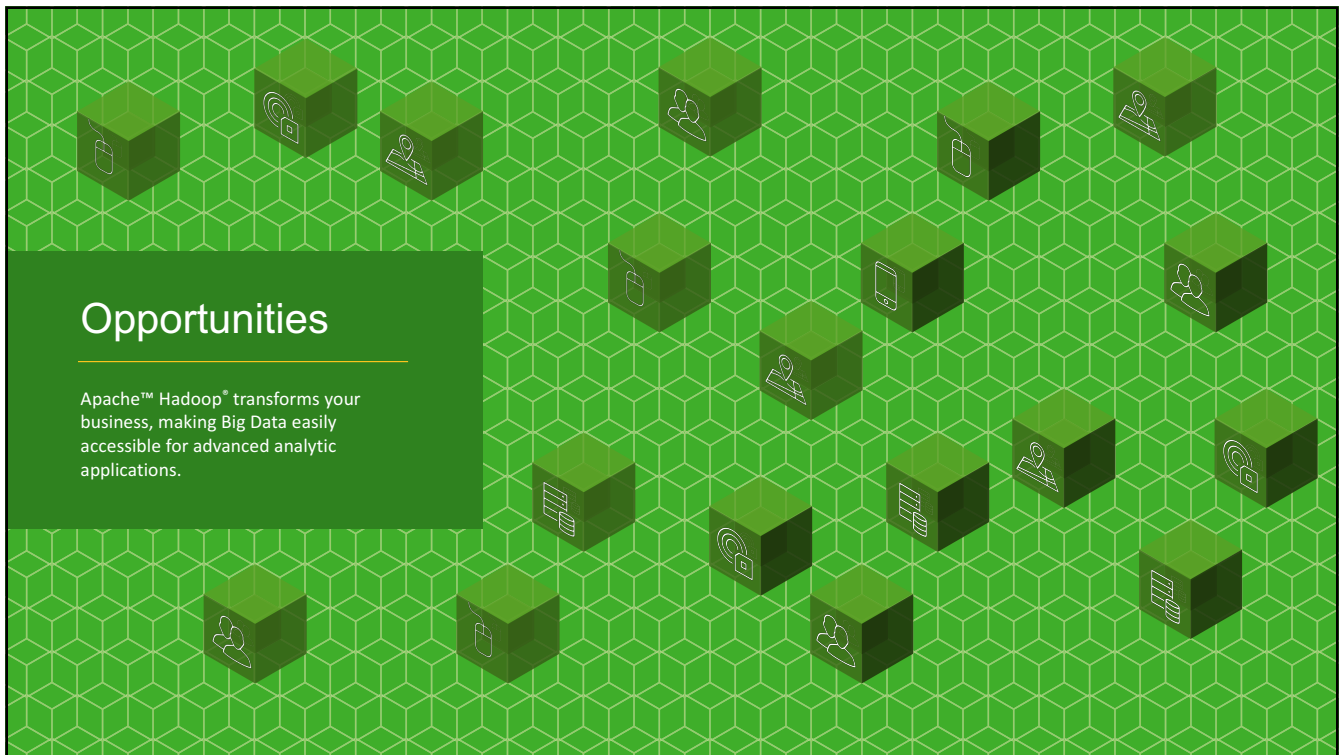 Opportunities
Apache™ Hadoop® transforms your
business, making Big Data easily
accessible for advanced analytic
applications.